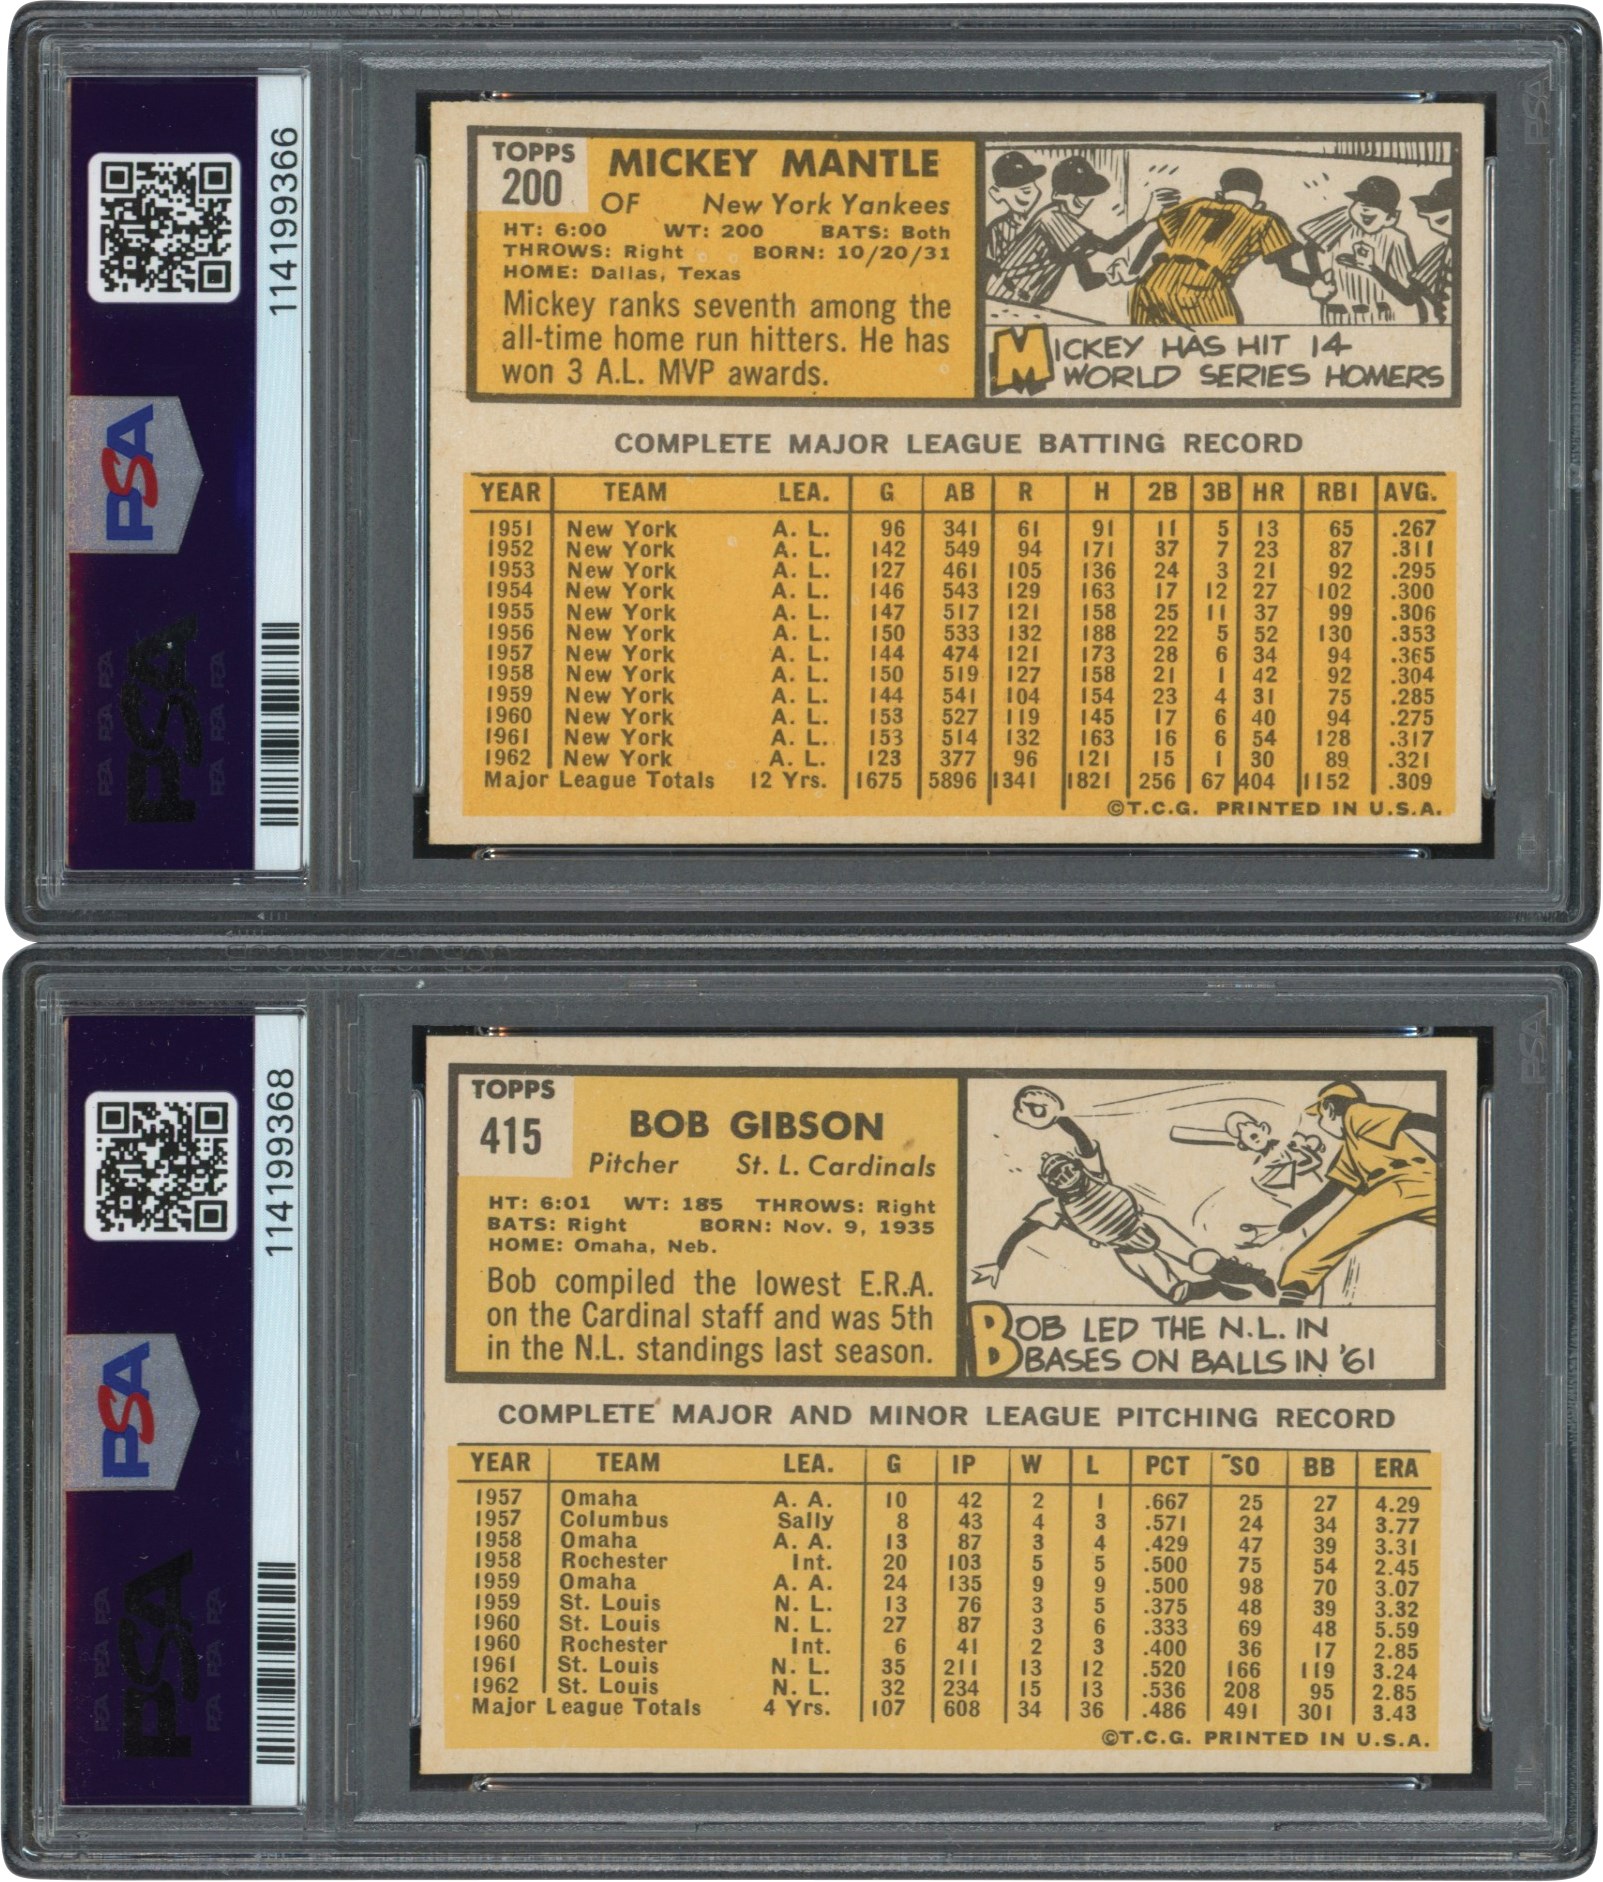 114199366
PSA
PSA
TOPPS
200
MICKEY MANTLE
OF New York Yankees
HT: 6:00 WT: 200 BATS: Both
THROWS: Right BORN: 10/20/31
HOME: Dallas, Texas
Mickey ranks seventh among the
all-time home run hitters. He has
won 3 A.L. MVP awards.
7
MICKEY HAS HIT 14
WORLD SERIES HOMERS
COMPLETE MAJOR LEAGUE BATTING RECORD
YEAR TEAM LEA. G AB R H 2B 3B HR RBI AVG.
1951 New York A. L. 96 341 61 91 11 5 13 65 .267
1952 New York A. L. 142 549 94 171 37 7 23 87 .311
1953 New York A. L. 127 461 105 136 24 3 21 92 .295
1954 New York A. L. 146 543 129 163 17 12 27 102 .300
1955 New York A. L. 147 517 121 158 25 11 37 99 .306
1956 New York A. L. 150 533 132 188 22 5 52 130 .353
1957 New York A. L. 144 474 121 173 28 6 34 94 .365
1958 New York A. L. 150 519 127 158 21 1 42 92 .304
1959 New York A. L. 144 541 104 154 23 4 31 75 .285
1960 New York A. L. 153 527 119 145 17 6 40 94 .275
1961 New York A. L. 153 514 132 163 16 6 54 128 .317
1962 New York A. L. 123 377 96 121 15 1 30 89 .321
Major League Totals 12 Yrs. 1675 5896 1341 1821 256 67 404 1152 .309
©T.C.G. PRINTED IN U.S.A.
114199368
PSA
PSA
TOPPS
415
BOB GIBSON
Pitcher St. L. Cardinals
HT: 6:01 WT: 185 THROWS: Right
BATS: Right BORN: Nov. 9, 1935
HOME: Omaha, Neb.
Bob compiled the lowest E.R.A.
on the Cardinal staff and was 5th
in the N.L. standings last season.
BOB LED THE N.L. IN
BASES ON BALLS IN '61
COMPLETE MAJOR AND MINOR LEAGUE PITCHING RECORD
YEAR TEAM LEA. G IP W L PCT SO BB ERA
1957 Omaha A. A. 10 42 2 1 .667 25 27 4.29
1957 Columbus Sally 8 43 4 3 .571 24 34 3.77
1958 Omaha A. A. 13 87 3 4 .429 47 39 3.31
1958 Rochester Int. 20 103 5 5 .500 75 54 2.45
1959 Omaha A. A. 24 135 9 9 .500 98 70 3.07
1959 St. Louis N. L. 13 76 3 5 .375 48 39 3.32
1960 St. Louis N. L. 27 87 3 6 .333 69 48 5.59
1960 Rochester Int. 6 41 2 3 .400 36 17 2.85
1961 St. Louis N. L. 35 211 13 12 .520 166 119 3.24
1962 St. Louis N. L. 32 234 15 13 .536 208 95 2.85
Major League Totals 4 Yrs. 107 608 34 36 .486 491 301 3.43
©T.C.G. PRINTED IN U.S.A.